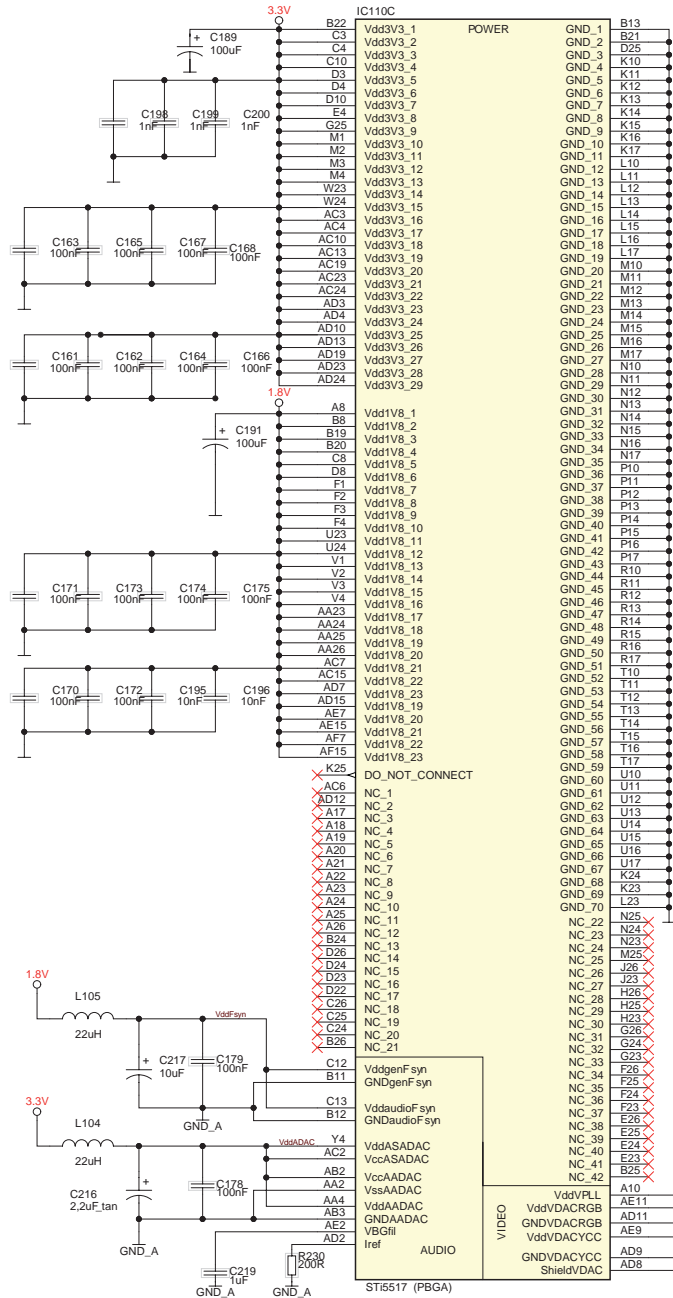 IC110C
POWER
3.3V
C189
100uF
C198
1nF
C199
1nF
C200
1nF
C163
100nF
C165
100nF
C167
100nF
C168
100nF
C161
100nF
C162
100nF
C164
100nF
C166
100nF
B22 Vdd3V3_1
C3 Vdd3V3_2
C4 Vdd3V3_3
C10 Vdd3V3_4
D3 Vdd3V3_5
D4 Vdd3V3_6
D10 Vdd3V3_7
E4 Vdd3V3_8
G25 Vdd3V3_9
M1 Vdd3V3_10
M2 Vdd3V3_11
M3 Vdd3V3_12
M4 Vdd3V3_13
W23 Vdd3V3_14
W24 Vdd3V3_15
AC3 Vdd3V3_16
AC4 Vdd3V3_17
AC10 Vdd3V3_18
AC13 Vdd3V3_19
AC19 Vdd3V3_20
AC23 Vdd3V3_21
AC24 Vdd3V3_22
AD3 Vdd3V3_23
AD4 Vdd3V3_24
AD10 Vdd3V3_25
AD13 Vdd3V3_26
AD19 Vdd3V3_27
AD23 Vdd3V3_28
AD24 Vdd3V3_29
1.8V
C191
100uF
C171
100nF
C173
100nF
C174
100nF
C175
100nF
C170
100nF
C172
100nF
C195
10nF
C196
10nF
A8 Vdd1V8_1
B8 Vdd1V8_2
B19 Vdd1V8_3
B20 Vdd1V8_4
C8 Vdd1V8_5
D8 Vdd1V8_6
F1 Vdd1V8_7
F2 Vdd1V8_8
F3 Vdd1V8_9
F4 Vdd1V8_10
U23 Vdd1V8_11
U24 Vdd1V8_12
V1 Vdd1V8_13
V2 Vdd1V8_14
V3 Vdd1V8_15
V4 Vdd1V8_16
AA23 Vdd1V8_17
AA24 Vdd1V8_18
AA25 Vdd1V8_19
AA26 Vdd1V8_20
AC7 Vdd1V8_21
AC15 Vdd1V8_22
AD7 Vdd1V8_23
AD15 Vdd1V8_19
AE7 Vdd1V8_20
AE15 Vdd1V8_21
AF7 Vdd1V8_22
AF15 Vdd1V8_23
K25 DO_NOT_CONNECT
AC6 NC_1
AD12 NC_2
A17 NC_3
A18 NC_4
A19 NC_5
A20 NC_6
A21 NC_7
A22 NC_8
A23 NC_9
A24 NC_10
A25 NC_11
A26 NC_12
B24 NC_13
D26 NC_14
D24 NC_15
D23 NC_16
D22 NC_17
C26 NC_18
C25 NC_19
C24 NC_20
B26 NC_21
1.8V
L105
22uH
VddFsyn
C217
10uF
C179
100nF
GND_A
C12 VddgenFsyn
B11 GNDgenFsyn
C13 VddaudioFsyn
B12 GNDaudioFsyn
3.3V
L104
22uH
VddADAC
C216
2,2uF_tan
C178
100nF
GND_A
Y4 VddASADAC
AC2 VccASADAC
AB2 VccAADAC
AA2 VssAADAC
AA4 VddAADAC
AB3 GNDAADAC
AE2 VBGfil
AD2 Iref
C219
1uF
GND_A
R230
200R
GND_A
AUDIO
STi5517 (PBGA)
GND_1 B13
GND_2 B21
GND_3 D25
GND_4 K10
GND_5 K11
GND_6 K12
GND_7 K13
GND_8 K14
GND_9 K15
GND_10 K16
GND_11 K17
GND_12 L10
GND_13 L11
GND_14 L12
GND_15 L13
GND_16 L14
GND_17 L15
GND_18 L16
GND_19 L17
GND_20 M10
GND_21 M11
GND_22 M12
GND_23 M13
GND_24 M14
GND_25 M15
GND_26 M16
GND_27 M17
GND_28 N10
GND_29 N11
GND_30 N12
GND_31 N13
GND_32 N14
GND_33 N15
GND_34 N16
GND_35 N17
GND_36 P10
GND_37 P11
GND_38 P12
GND_39 P13
GND_40 P14
GND_41 P15
GND_42 P16
GND_43 P17
GND_44 R10
GND_45 R11
GND_46 R12
GND_47 R13
GND_48 R14
GND_49 R15
GND_50 R16
GND_51 R17
GND_52 T10
GND_53 T11
GND_54 T12
GND_55 T13
GND_56 T14
GND_57 T15
GND_58 T16
GND_59 T17
GND_60 U10
GND_61 U11
GND_62 U12
GND_63 U13
GND_64 U14
GND_65 U15
GND_66 U16
GND_67 U17
GND_68 K24
GND_69 K23
GND_70 L23
NC_22 N25
NC_23 N24
NC_24 N23
NC_25 M25
NC_26 J26
NC_27 J23
NC_28 H26
NC_29 H25
NC_30 H23
NC_31 G26
NC_32 G24
NC_33 G23
NC_34 F26
NC_35 F25
NC_36 F24
NC_37 F23
NC_38 E26
NC_39 E25
NC_40 E24
NC_41 E23
NC_42 B25
VIDEO
VddVPLL A10
VddVDACRGB AE11
GNDVDACRGB AD11
VddVDACYCC AE9
GNDVDACYCC AD9
ShieldVDAC AD8